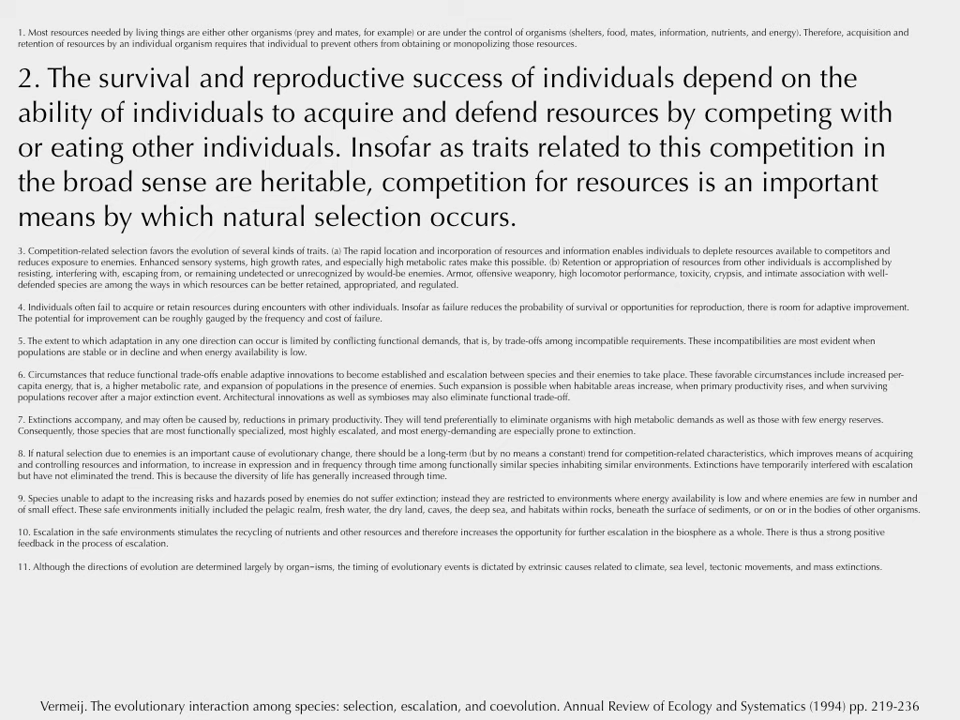 1. Most resources needed by living things are either other organisms (prey and mates, for example) or are under the control of organisms (shelters, food, mates, information, nutrients, and energy). Therefore, acquisition and
retention of resources by an individual organism requires that individual to prevent others from obtaining or monopolizing those resources.
2. The survival and reproductive success of individuals depend on the
ability of individuals to acquire and defend resources by competing with
or eating other individuals. Insofar as traits related to this competition in
the broad sense are heritable, competition for resources is an important
means by which natural selection occurs.
3. Competition-related selection favors the evolution of several kinds of traits. (a) The rapid location and incorporation of resources and information enables individuals to deplete resources available to competitors and
reduces exposure to enemies. Enhanced sensory systems, high growth rates, and especially high metabolic rates make this possible. (b) Retention or appropriation of resources from other individuals is accomplished by
resisting, interfering with, escaping from, or remaining undetected or unrecognized by would-be enemies. Armor, offensive weaponry, high locomotor performance, toxicity, crypsis, and intimate association with well-
defended species are among the ways in which resources can be better retained, appropriated, and regulated.
4. Individuals often fail to acquire or retain resources during encounters with other individuals. Insofar as failure reduces the probability of survival or opportunities for reproduction, there is room for adaptive improvement.
The potential for improvement can be roughly gauged by the frequency and cost of failure.
5. The extent to which adaptation in any one direction can occur is limited by conflicting functional demands, that is, by trade-offs among incompatible requirements. These incompatibilities are most evident when
populations are stable or in decline and when energy availability is low.
6. Circumstances that reduce functional trade-offs enable adaptive innovations to become established and escalation between species and their enemies to take place. These favorable circumstances include increased per-
capita energy, that is, a higher metabolic rate, and expansion of populations in the presence of enemies. Such expansion is possible when habitable areas increase, when primary productivity rises, and when surviving
populations recover after a major extinction event. Architectural innovations as well as symbioses may also eliminate functional trade-off.
7. Extinctions accompany, and may often be caused by, reductions in primary productivity. They will tend preferentially to eliminate organisms with high metabolic demands as well as those with few energy reserves.
Consequently, those species that are most functionally specialized, most highly escalated, and most energy-demanding are especially prone to extinction.
8. If natural selection due to enemies is an important cause of evolutionary change, there should be a long-term (but by no means a constant) trend for competition-related characteristics, which improves means of acquiring
and controlling resources and information, to increase in expression and in frequency through time among functionally similar species inhabiting similar environments. Extinctions have temporarily interfered with escalation
but have not eliminated the trend. This is because the diversity of life has generally increased through time.
9. Species unable to adapt to the increasing risks and hazards posed by enemies do not suffer extinction; instead they are restricted to environments where energy availability is low and where enemies are few in number and
of small effect. These safe environments initially included the pelagic realm, fresh water, the dry land, caves, the deep sea, and habitats within rocks, beneath the surface of sediments, or on or in the bodies of other organisms.
10. Escalation in the safe environments stimulates the recycling of nutrients and other resources and therefore increases the opportunity for further escalation in the biosphere as a whole. There is thus a strong positive
feedback in the process of escalation.
11. Although the directions of evolution are determined largely by organ−isms, the timing of evolutionary events is dictated by extrinsic causes related to climate, sea level, tectonic movements, and mass extinctions.
Vermeij. The evolutionary interaction among species: selection, escalation, and coevolution. Annual Review of Ecology and Systematics (1994) pp. 219-236